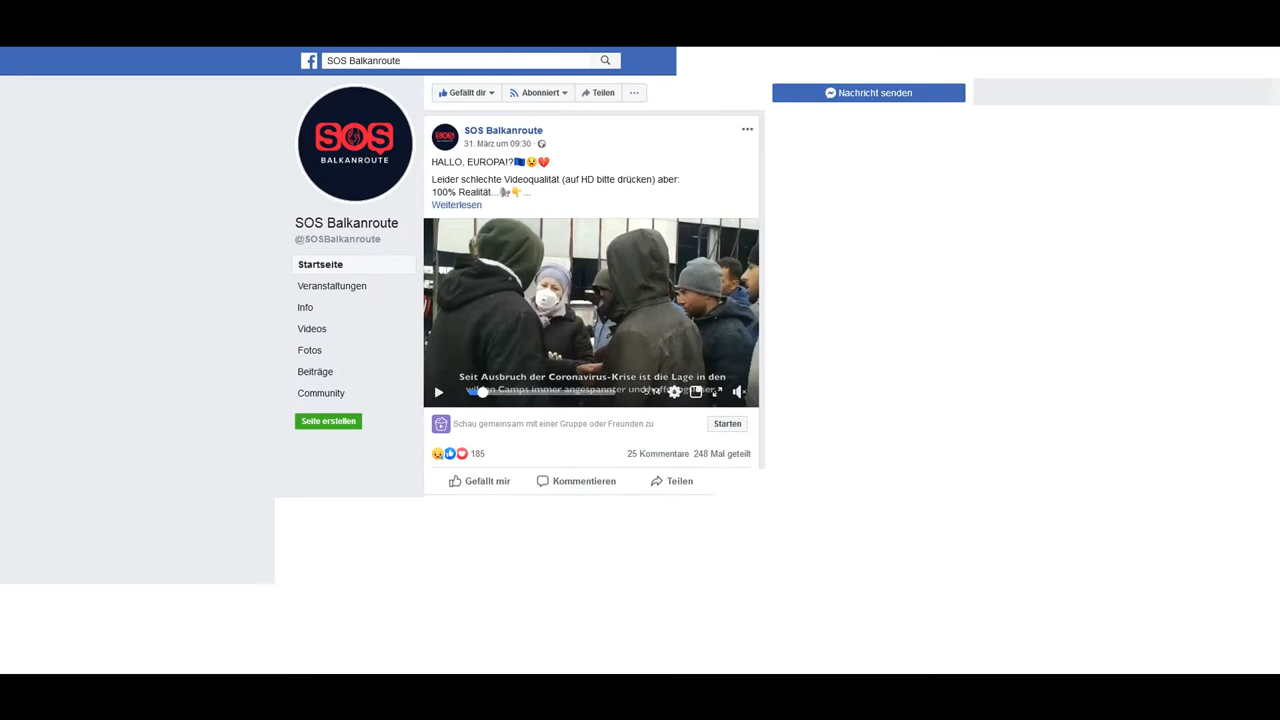 SOS Balkanroute
Gefällt dir
Abonniert
Teilen
...
Nachricht senden
SOS
BALKANROUTE
SOS Balkanroute
@SOSBalkanroute
Startseite
Veranstaltungen
Info
Videos
Fotos
Beiträge
Community
Seite erstellen
SOS Balkanroute
31. März um 09:30 ·
HALLO, EUROPA!?
Leider schlechte Videoqualität (auf HD bitte drücken) aber:
100% Realität... ...
Weiterlesen
Seit Ausbruch der Coronavirus-Krise ist die Lage in den
Camps immer angespannter und
Schau gemeinsam mit einer Gruppe oder Freunden zu
Starten
185
25 Kommentare 248 Mal geteilt
Gefällt mir
Kommentieren
Teilen